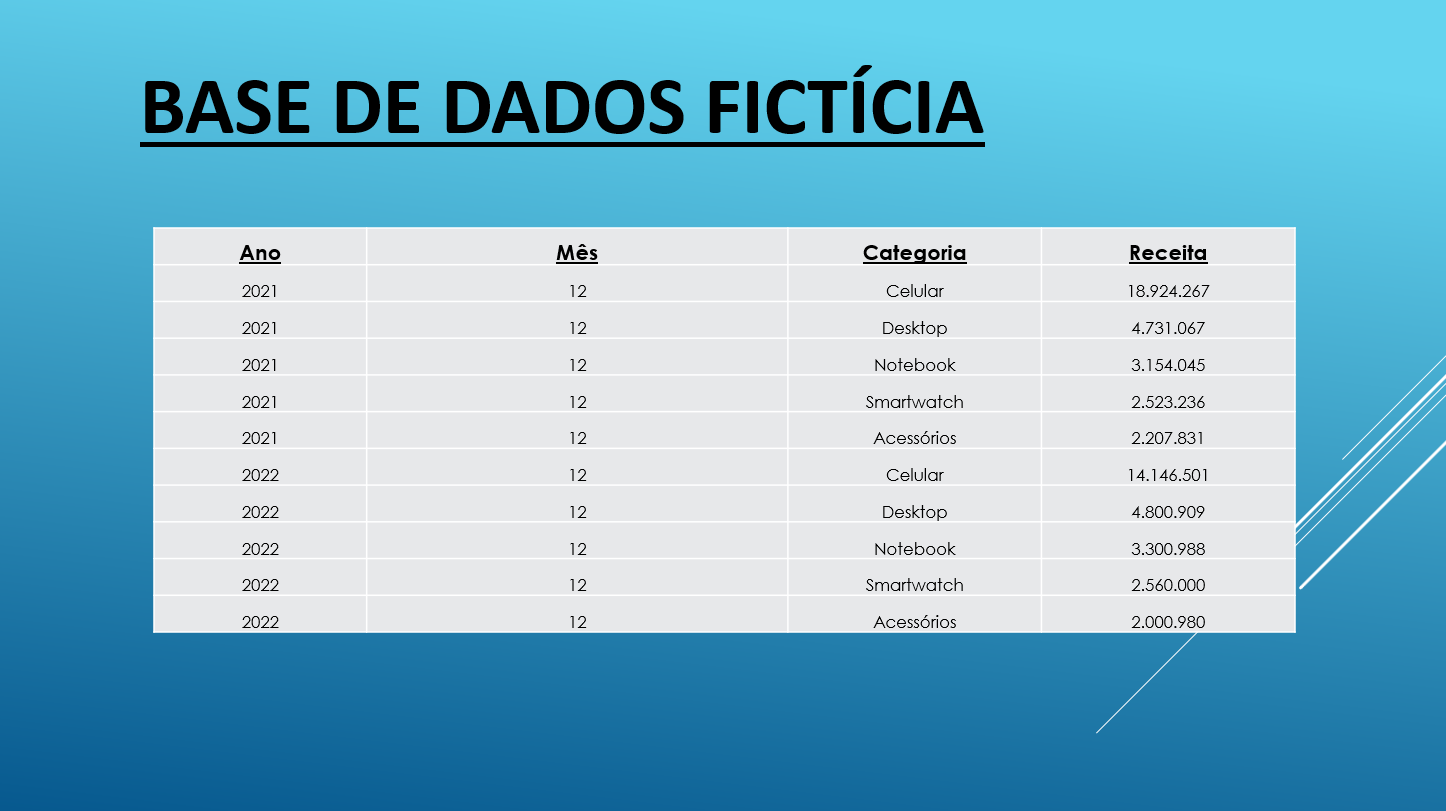 BASE DE DADOS FICTÍCIA
Ano Mês Categoria Receita
2021 12 Celular 18.924.267
2021 12 Desktop 4.731.067
2021 12 Notebook 3.154.045
2021 12 Smartwatch 2.523.236
2021 12 Acessórios 2.207.831
2022 12 Celular 14.146.501
2022 12 Desktop 4.800.909
2022 12 Notebook 3.300.988
2022 12 Smartwatch 2.560.000
2022 12 Acessórios 2.000.980